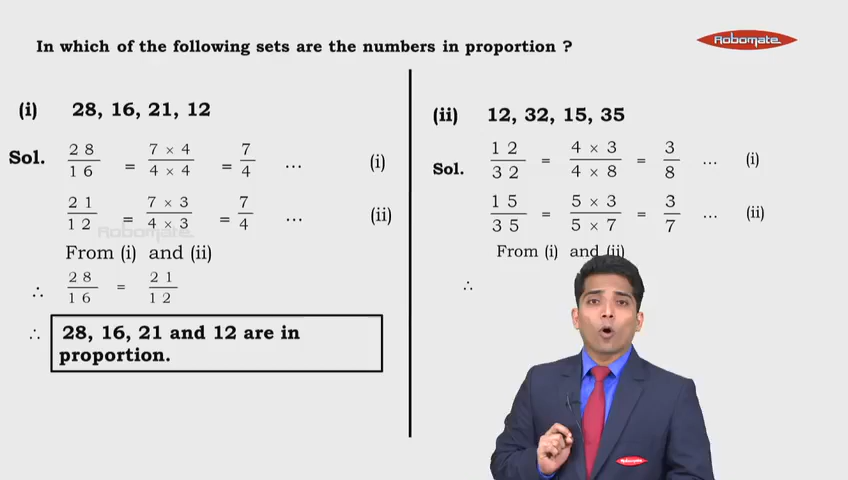 In which of the following sets are the numbers in proportion ?
Robomate
(i) 28, 16, 21, 12
Sol. 28/16 = 7 × 4/4 × 4 = 7/4 ... (i)
21/12 = 7 × 3/4 × 3 = 7/4 ... (ii)
Robomate
From (i) and (ii)
∴ 28/16 = 21/12
∴ 28, 16, 21 and 12 are in
proportion.
(ii) 12, 32, 15, 35
Sol. 12/32 = 4 × 3/4 × 8 = 3/8 ... (i)
15/35 = 5 × 3/5 × 7 = 3/7 ... (ii)
From (i) and (ii)
∴
Robomate